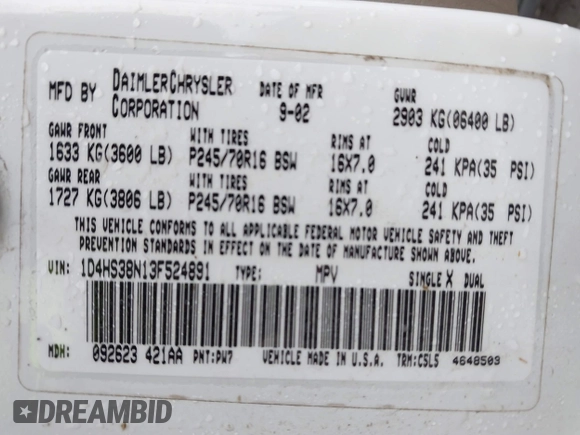 MFD BY DAIMLERCHRYSLER CORPORATION DATE OF MFR 9-02 GVWR 2903 KG(06400 LB)
GAWR FRONT WITH TIRES RIMS AT COLD
1633 KG(3600 LB) P245/70R16 BSW 16X7.0 241 KPA(35 PSI)
GAWR REAR WITH TIRES RIMS AT COLD
1727 KG(3806 LB) P245/70R16 BSW 16X7.0 241 KPA(35 PSI)
THIS VEHICLE CONFORMS TO ALL APPLICABLE FEDERAL MOTOR VEHICLE SAFETY AND THEFT
PREVENTION STANDARDS IN EFFECT ON THE DATE OF MANUFACTURE SHOWN ABOVE.
VIN: 1D4HS38N13F524891 TYPE: MPV SINGLE X DUAL
MDH: 092623 421AA PNT:PW7 VEHICLE MADE IN U.S.A. TRM:C5L5 4648503
DREAMBID